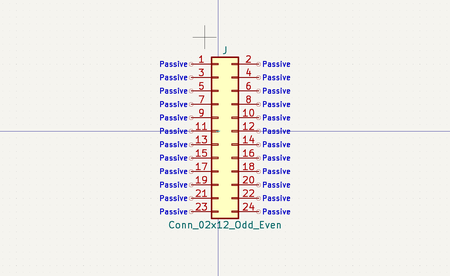 J
Passive 1 2 Passive
Passive 3 4 Passive
Passive 5 6 Passive
Passive 7 8 Passive
Passive 9 10 Passive
Passive 11 12 Passive
Passive 13 14 Passive
Passive 15 16 Passive
Passive 17 18 Passive
Passive 19 20 Passive
Passive 21 22 Passive
Passive 23 24 Passive
Conn_02x12_Odd_Even